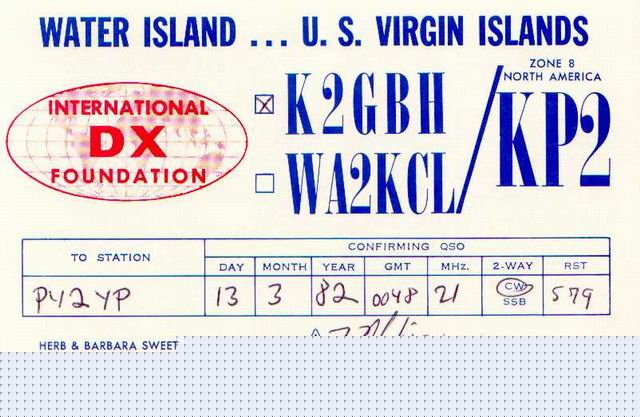 WATER ISLAND ... U. S. VIRGIN ISLANDS
ZONE 8
NORTH AMERICA
INTERNATIONAL
DX
FOUNDATION
K2GBH
WA2KCL
/KP2
TO STATION
CONFIRMING QSO
DAY MONTH YEAR GMT MHz. 2-WAY RST
PY2YP 13 3 82 0048 21 CW SSB 579
HERB & BARBARA SWEET